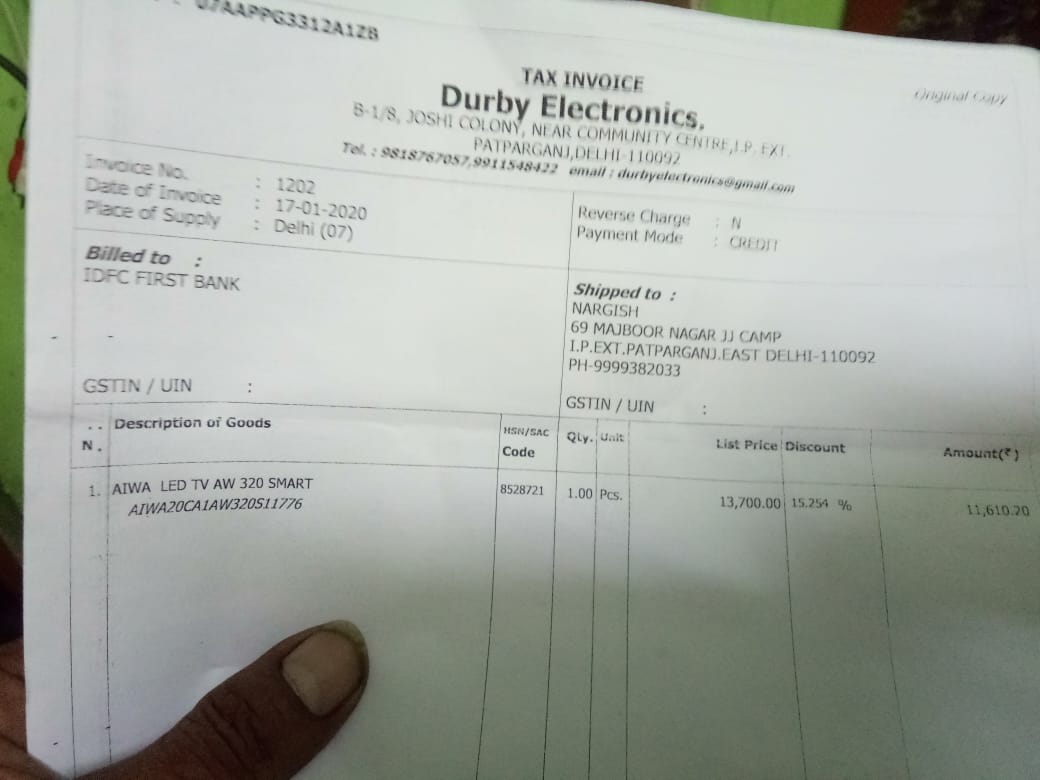 07AAPPG3312A1ZB
TAX INVOICE
Original Copy
Durby Electronics.
B-1/8, JOSHI COLONY, NEAR COMMUNITY CENTRE,I.P. EXT.
PATPARGANJ,DELHI-110092
Tel. : 9818767057,9911548422 email : durbyelectronics@gmail.com
Invoice No. : 1202
Date of Invoice : 17-01-2020
Place of Supply : Delhi (07)
Reverse Charge : N
Payment Mode : CREDIT
Billed to :
IDFC FIRST BANK
GSTIN / UIN :
Shipped to :
NARGISH
69 MAJBOOR NAGAR JJ CAMP
I.P.EXT.PATPARGANJ.EAST DELHI-110092
PH-9999382033
GSTIN / UIN :
N. Description of Goods HSN/SAC Code Qty. Unit List Price Discount Amount(₹)
1. AIWA LED TV AW 320 SMART 8528721 1.00 Pcs. 13,700.00 15.254 % 11,610.20
AIWA20CA1AW320S11776